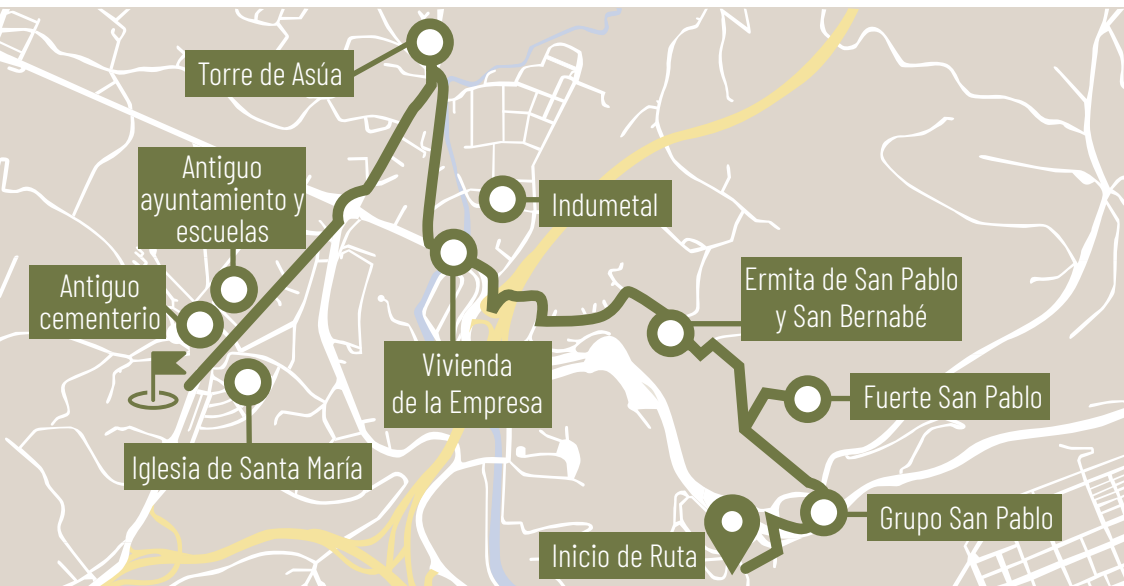 Torre de Asúa
Antiguo
ayuntamiento y
escuelas
Indumetal
Antiguo
cementerio
Ermita de San Pablo
y San Bernabé
Vivienda
de la Empresa
Fuerte San Pablo
Iglesia de Santa María
Grupo San Pablo
Inicio de Ruta